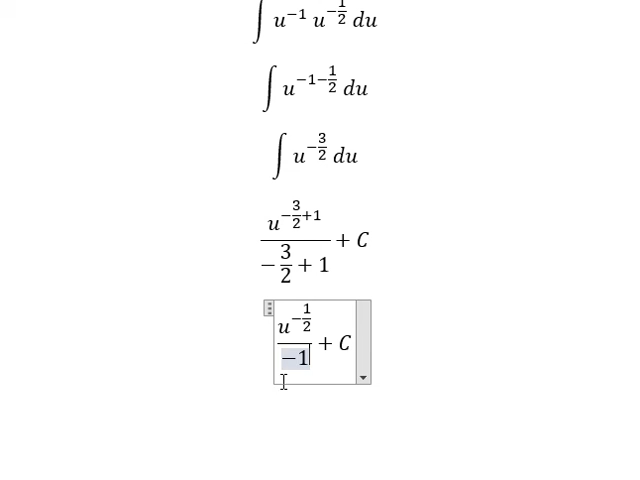 ∫ u⁻¹ u^(-1/2) du
∫ u^(-1-1/2) du
∫ u^(-3/2) du
u^(-3/2+1) / (-3/2+1) + C
u^(-1/2) / -1 + C